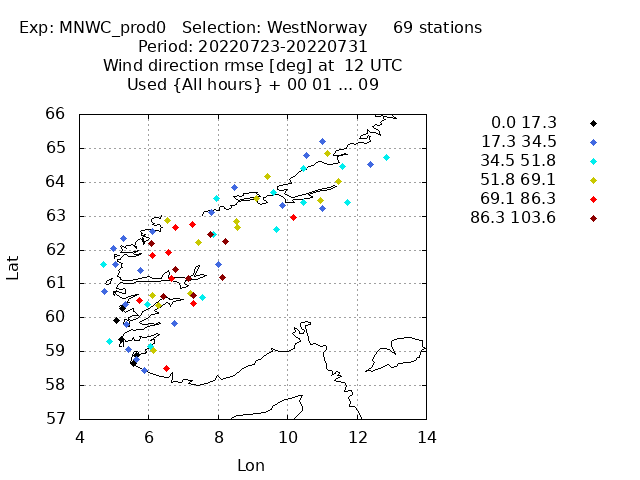 Exp: MNWC_prod0 Selection: WestNorway 69 stations
Period: 20220723-20220731
Wind direction rmse [deg] at 12 UTC
Used {All hours} + 00 01 ... 09
66
65
64
63
62
61
60
59
58
57
4 6 8 10 12 14
Lat
Lon
0.0 17.3
17.3 34.5
34.5 51.8
51.8 69.1
69.1 86.3
86.3 103.6